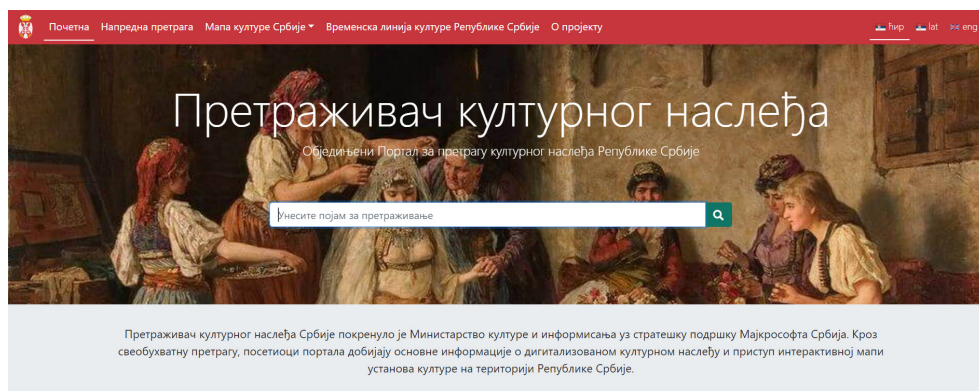 Почетна Напредна претрага Мапа културе Србије Временска линија културе Републике Србије О пројекту ћир lat eng
Претраживач културног наслеђа
Обједињени Портал за претрагу културног наслеђа Републике Србије
Унесите појам за претраживање
Претраживач културног наслеђа Србије покренуло је Министарство културе и информисања уз стратешку подршку Мајкрософта Србија. Кроз
свеобухватну претрагу, посетиоци портала добијају основне информације о дигитализованом културном наслеђу и приступ интерактивној мапи
установа културе на територији Републике Србије.